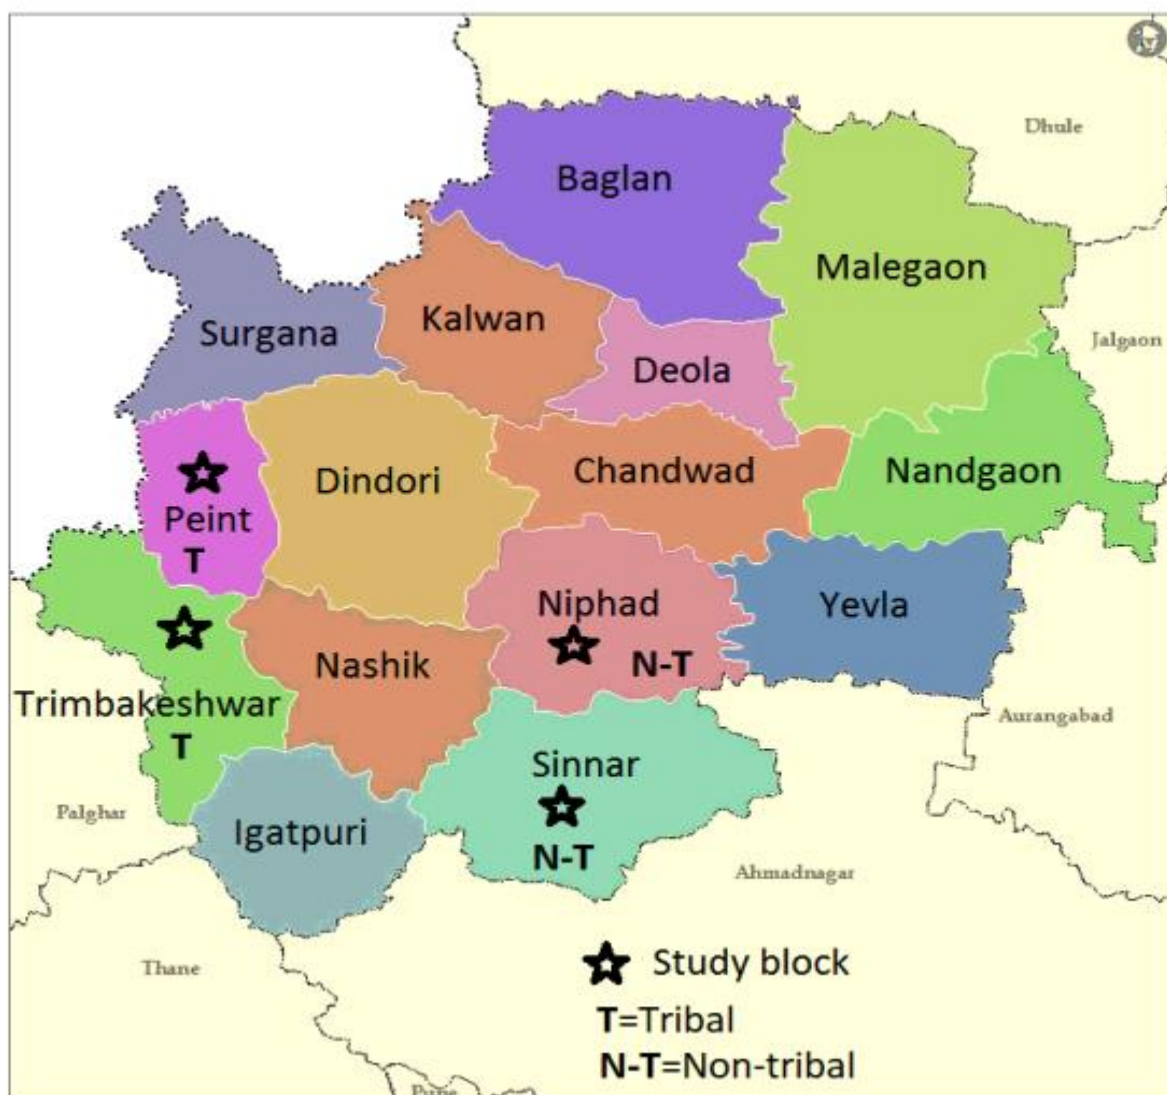 Dhule
Baglan
Malegaon
Kalwan
Surgana
Jalgaon
Deola
Chandwad
Nandgaon
Dindori
Peint
T
Niphad
N-T
Yevla
Nashik
Trimbakeshwar
T
Aurangabad
Sinnar
N-T
Palghar
Igatpuri
Ahmadnagar
Thane
Study block
T=Tribal
N-T=Non-tribal
Pune